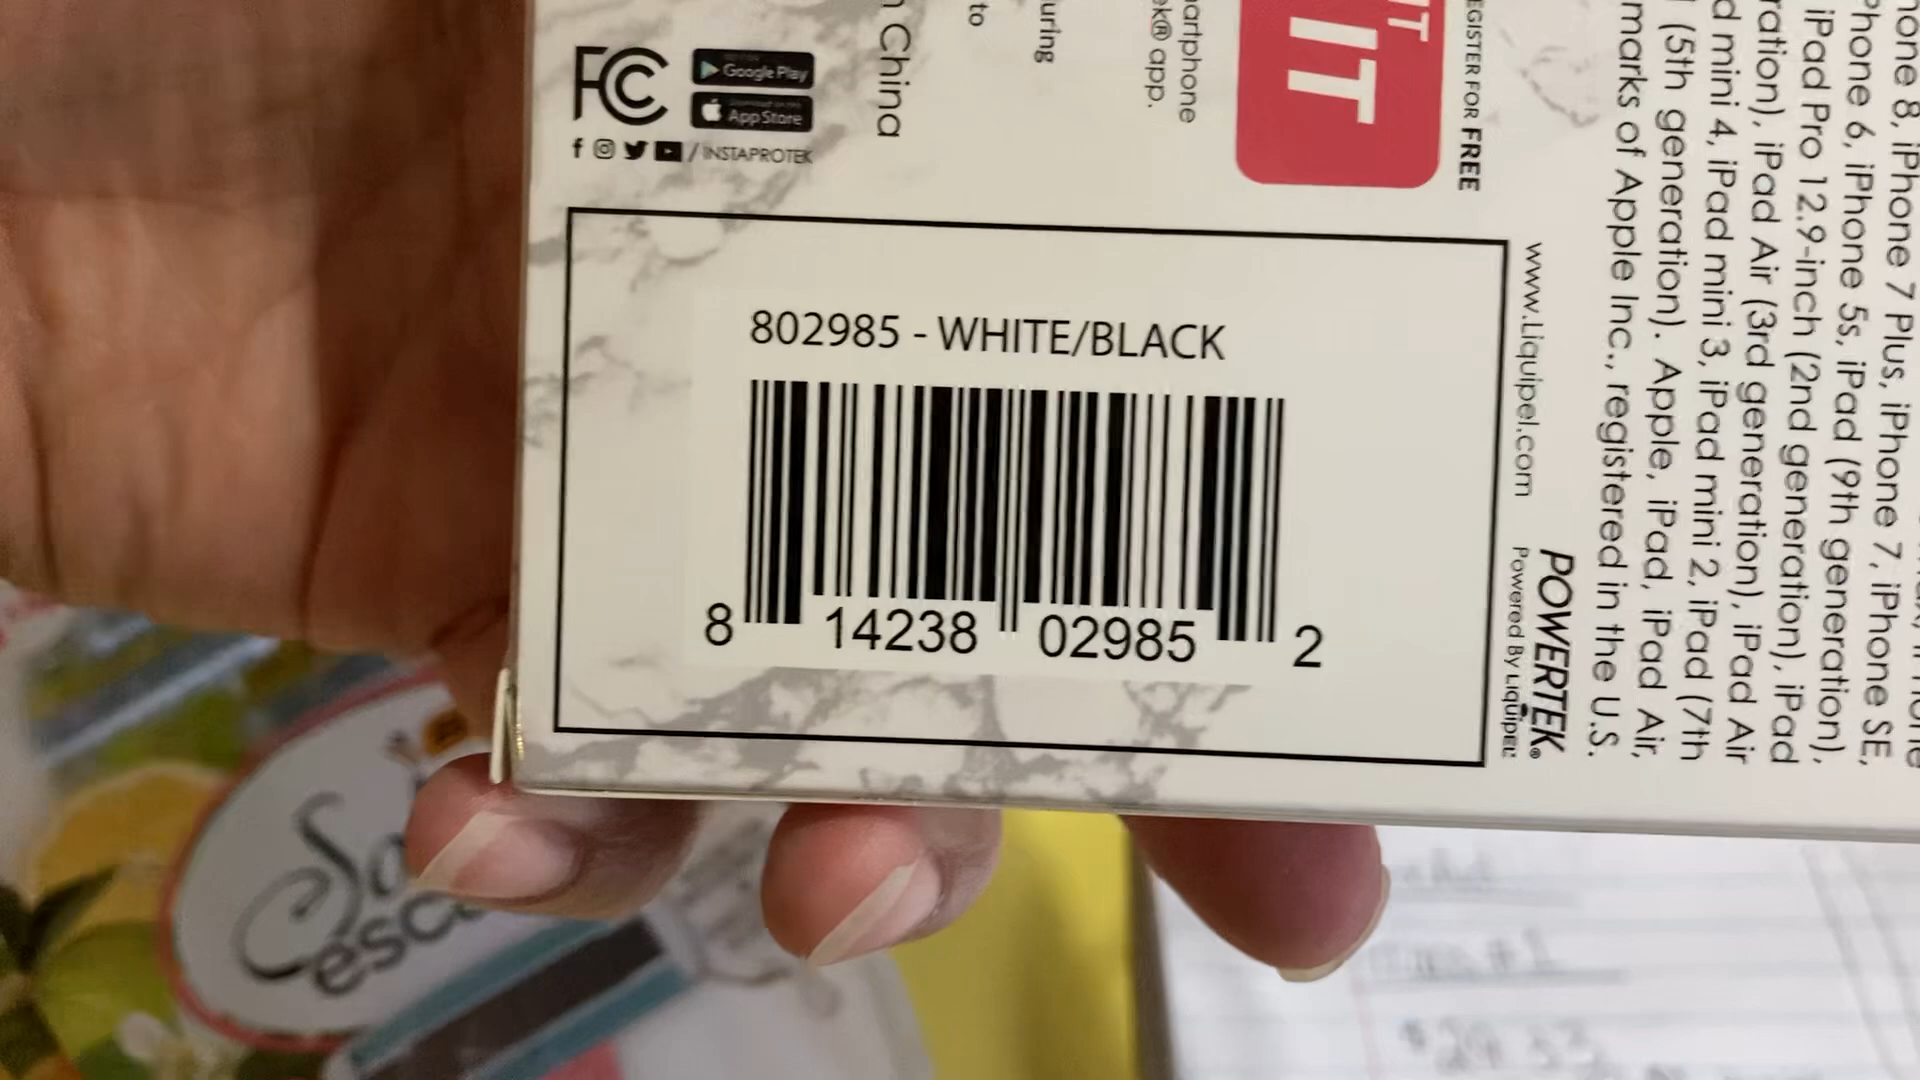 FC
Google Play
App Store
/INSTAPROTEK
China
to
uring
artphone
ek® app.
IT
IT
EGISTER FOR FREE
802985 - WHITE/BLACK
8 14238 02985 2
www.Liquipel.com
POWERTEK®
Powered By LIQUIPEL
hone 8, iPhone 7 Plus, iPhone 7, iPhone SE,
Phone 6, iPhone 5s, iPad (9th generation),
iPad Pro 12.9-inch (2nd generation), iPad
ration), iPad Air (3rd generation), iPad Air
d mini 4, iPad mini 3, iPad mini 2, iPad (7th
(5th generation). Apple, iPad, iPad Air,
marks of Apple Inc., registered in the U.S.